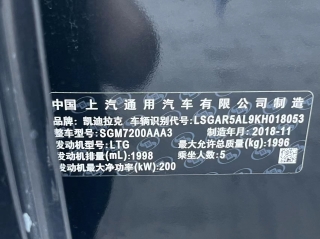 中国 上汽通用汽车有限公司制造
品牌: 凯迪拉克 车辆识别代号: LSGAR5AL9KH018053
整车型号: SGM7200AAA3 制造年月: 2018-11
发动机型号: LTG 最大允许总质量(kg): 1996
发动机排量(mL): 1998 乘坐人数: 5
发动机最大净功率(kW): 200